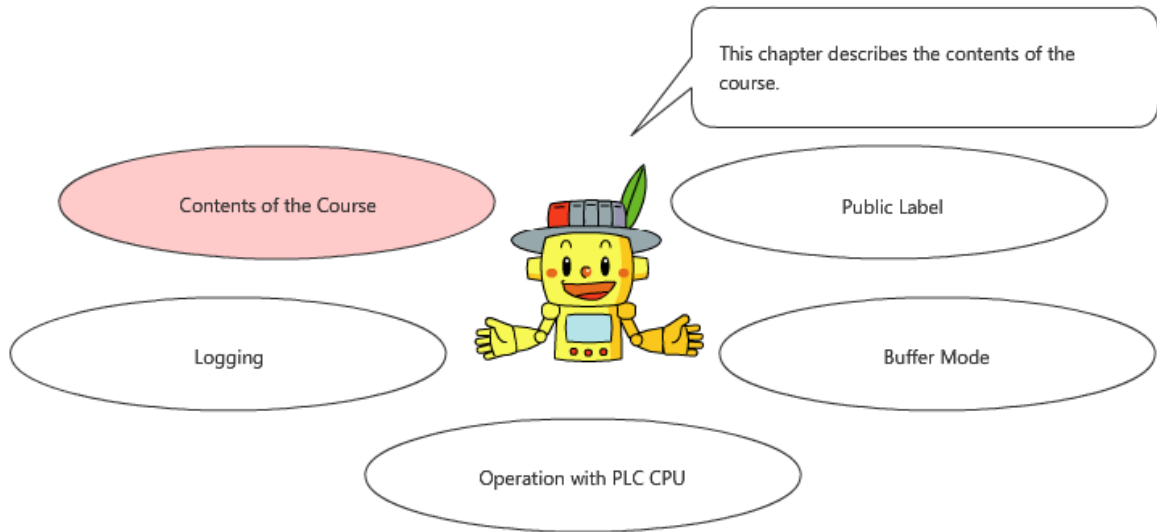 This chapter describes the contents of the
course.
Contents of the Course
Public Label
Logging
Buffer Mode
Operation with PLC CPU